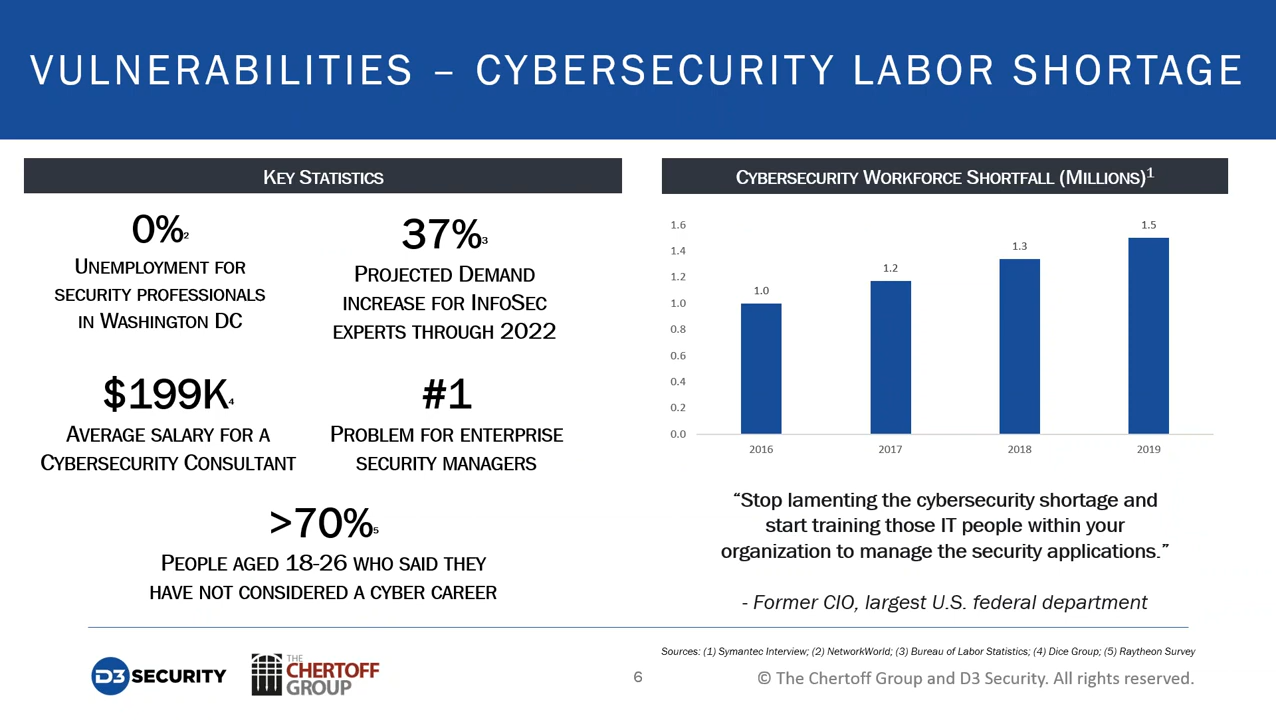 VULNERABILITIES – CYBERSECURITY LABOR SHORTAGE
KEY STATISTICS
0%2
UNEMPLOYMENT FOR
SECURITY PROFESSIONALS
IN WASHINGTON DC
37%3
PROJECTED DEMAND
INCREASE FOR INFOSEC
EXPERTS THROUGH 2022
$199K4
AVERAGE SALARY FOR A
CYBERSECURITY CONSULTANT
#1
PROBLEM FOR ENTERPRISE
SECURITY MANAGERS
>70%5
PEOPLE AGED 18-26 WHO SAID THEY
HAVE NOT CONSIDERED A CYBER CAREER
CYBERSECURITY WORKFORCE SHORTFALL (MILLIONS)1
1.6
1.4
1.2
1.0
0.8
0.6
0.4
0.2
0.0
1.0
1.2
1.3
1.5
2016 2017 2018 2019
“Stop lamenting the cybersecurity shortage and
start training those IT people within your
organization to manage the security applications.”
- Former CIO, largest U.S. federal department
Sources: (1) Symantec Interview; (2) NetworkWorld; (3) Bureau of Labor Statistics; (4) Dice Group; (5) Raytheon Survey
D3 SECURITY
THE
CHERTOFF
GROUP
6
© The Chertoff Group and D3 Security. All rights reserved.